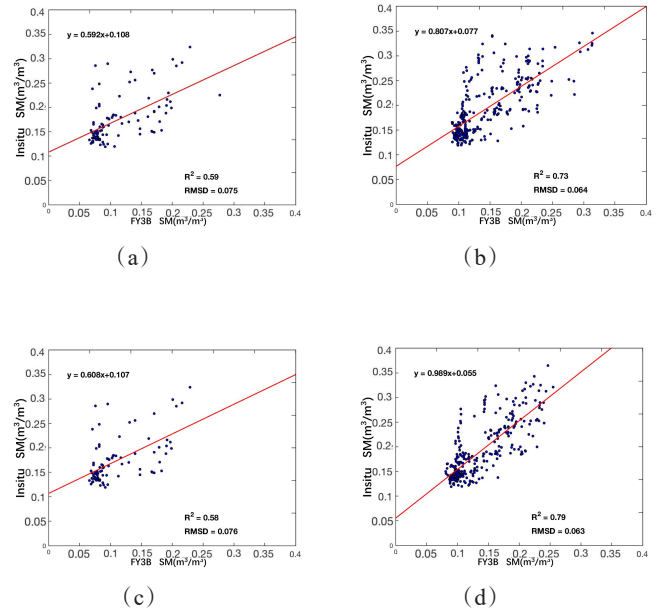 y = 0.592x+0.108
Insitu SM(m³/m³)
0.4
0.35
0.3
0.25
0.2
0.15
0.1
0.05
0
R² = 0.59
RMSD = 0.075
0 0.05 0.1 0.15 0.2 0.25 0.3 0.35 0.4
FY3B SM(m³/m³)
(a)
y = 0.807x+0.077
Insitu SM(m³/m³)
0.4
0.35
0.3
0.25
0.2
0.15
0.1
0.05
0
R² = 0.73
RMSD = 0.064
0 0.05 0.1 0.15 0.2 0.25 0.3 0.35 0.4
FY3B SM(m³/m³)
(b)
y = 0.608x+0.107
Insitu SM(m³/m³)
0.4
0.35
0.3
0.25
0.2
0.15
0.1
0.05
0
R² = 0.58
RMSD = 0.076
0 0.05 0.1 0.15 0.2 0.25 0.3 0.35 0.4
FY3B SM(m³/m³)
(c)
y = 0.989x+0.055
Insitu SM(m³/m³)
0.4
0.35
0.3
0.25
0.2
0.15
0.1
0.05
0
R² = 0.79
RMSD = 0.063
0 0.05 0.1 0.15 0.2 0.25 0.3 0.35 0.4
FY3B SM(m³/m³)
(d)